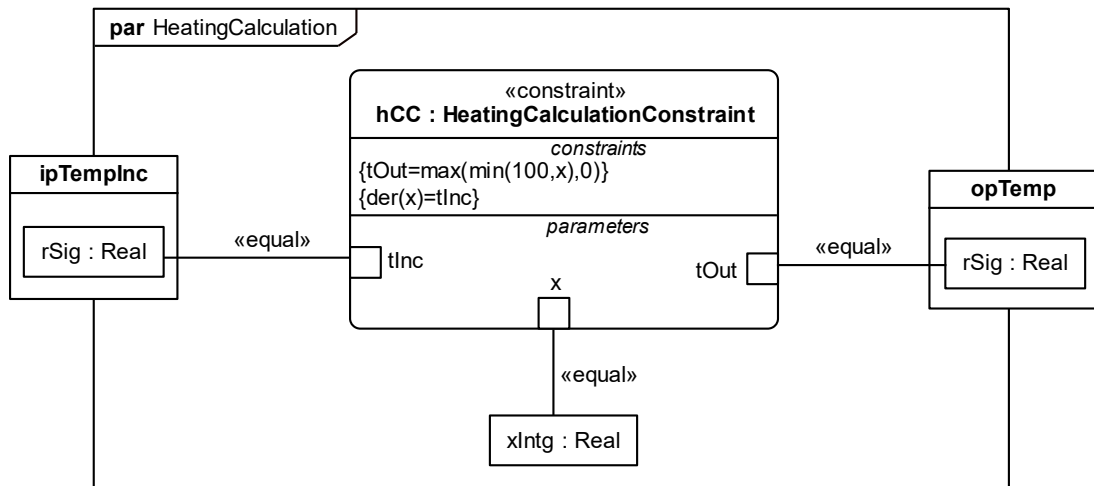 par HeatingCalculation
«constraint»
hCC : HeatingCalculationConstraint
constraints
{tOut=max(min(100,x),0)}
{der(x)=tInc}
parameters
ipTempInc
rSig : Real
«equal»
tInc
x
tOut
«equal»
opTemp
rSig : Real
«equal»
xIntg : Real